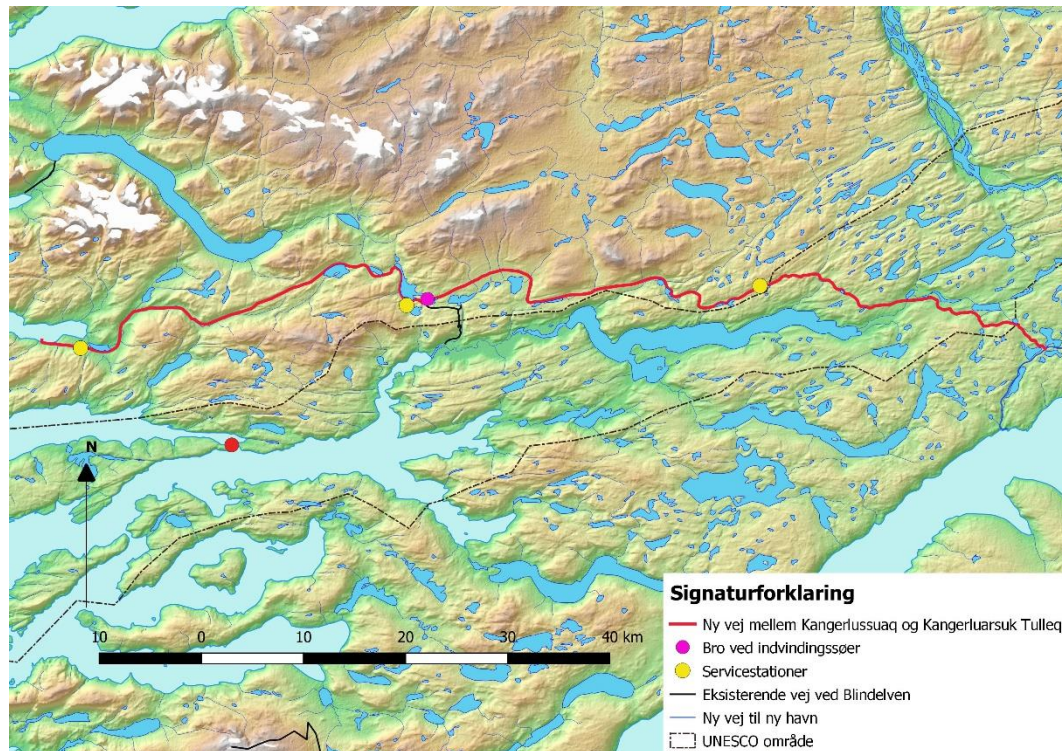 N
10 0 10 20 30 40 km
Signaturforklaring
Ny vej mellem Kangerlussuaq og Kangerluarsuk Tulleq
Bro ved indvindingssøer
Servicestationer
Eksisterende vej ved Blindelven
Ny vej til ny havn
UNESCO område